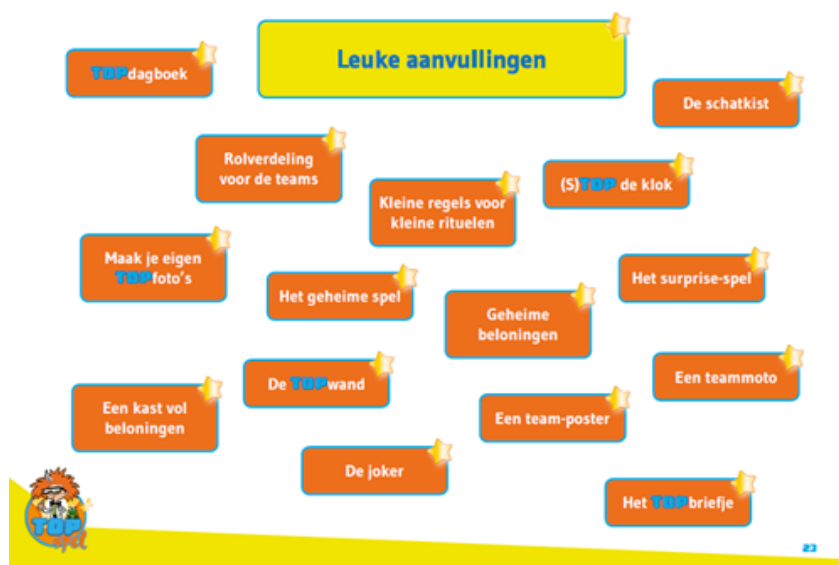 Leuke aanvullingen
TOPdagboek
De schatkist
Rolverdeling
voor de teams
(S)TOP de klok
Kleine regels voor
kleine rituelen
Maak je eigen
TOPfoto's
Het surprise-spel
Het geheime spel
Geheime
beloningen
De TOPwand
Een teammoto
Een kast vol
beloningen
Een team-poster
De joker
Het TOPbriefje
TOP
spel
23